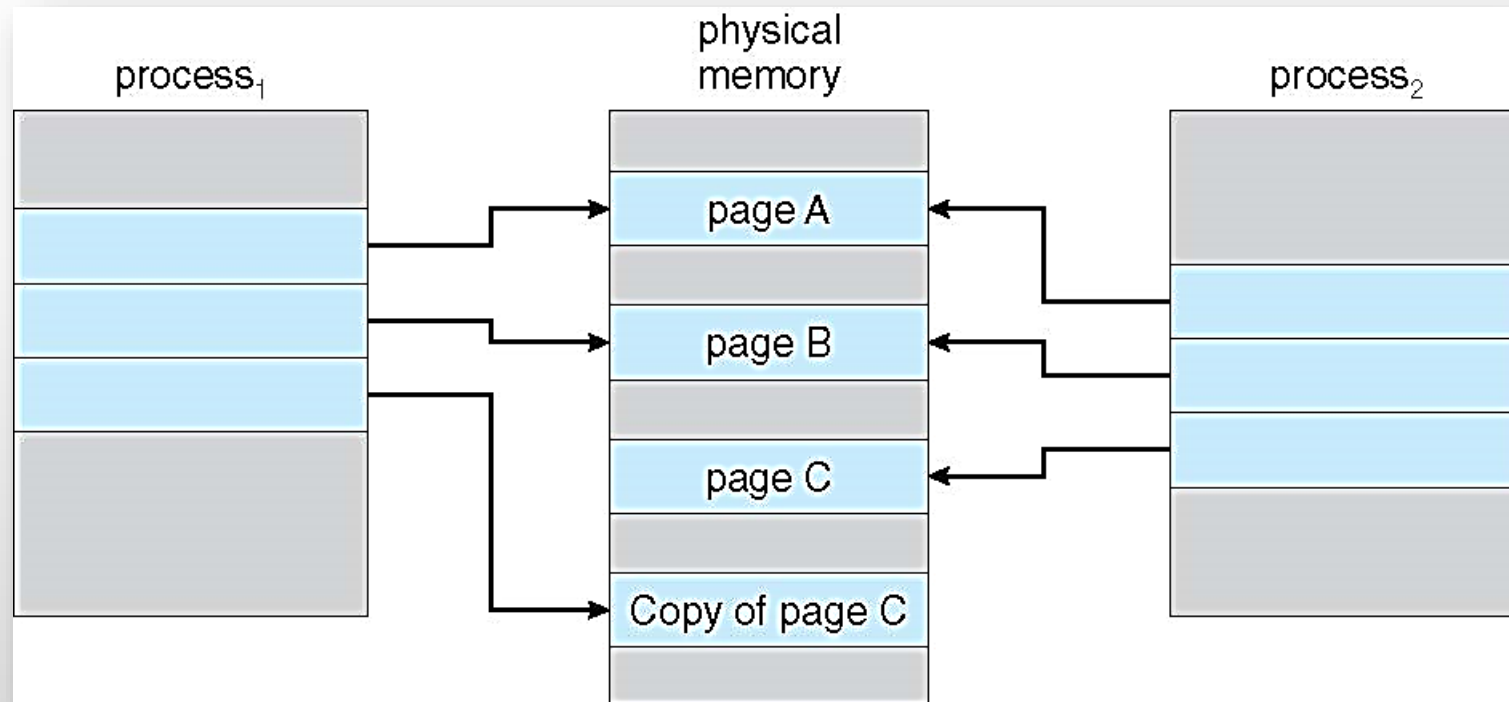 physical
memory
process₁
process₂
page A
page B
page C
Copy of page C